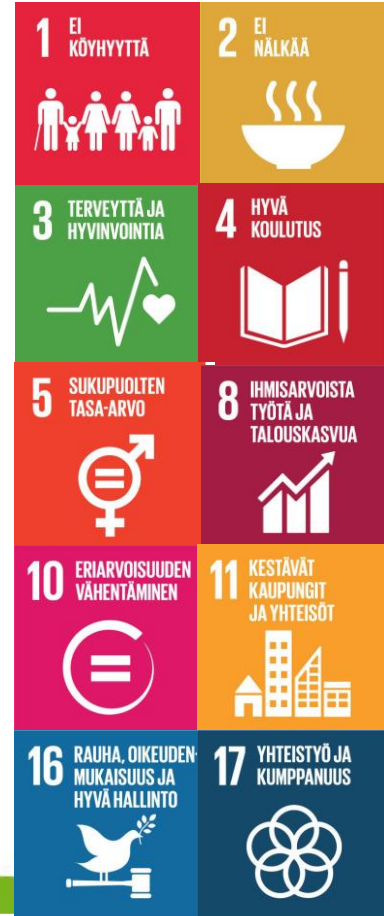 1 EI
KÖYHYYTTÄ
2 EI
NÄLKÄÄ
3 TERVEYTTÄ JA
HYVINVOINTIA
4 HYVÄ
KOULUTUS
5 SUKUPUOLTEN
TASA-ARVO
8 IHMISARVOISTA
TYÖTÄ JA
TALOUSKASVUA
10 ERIARVOISUUDEN
VÄHENTÄMINEN
11 KESTÄVÄT
KAUPUNGIT
JA YHTEISÖT
16 RAUHA, OIKEUDEN-
MUKAISUUS JA
HYVÄ HALLINTO
17 YHTEISTYÖ JA
KUMPPANUUS